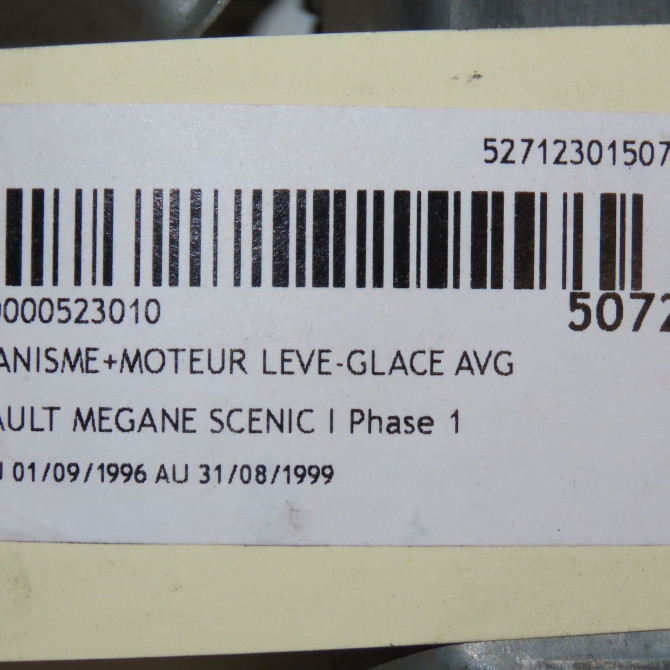 52712301507
0000523010
5072
ANISME+MOTEUR LEVE-GLACE AVG
AULT MEGANE SCENIC I Phase 1
U 01/09/1996 AU 31/08/1999